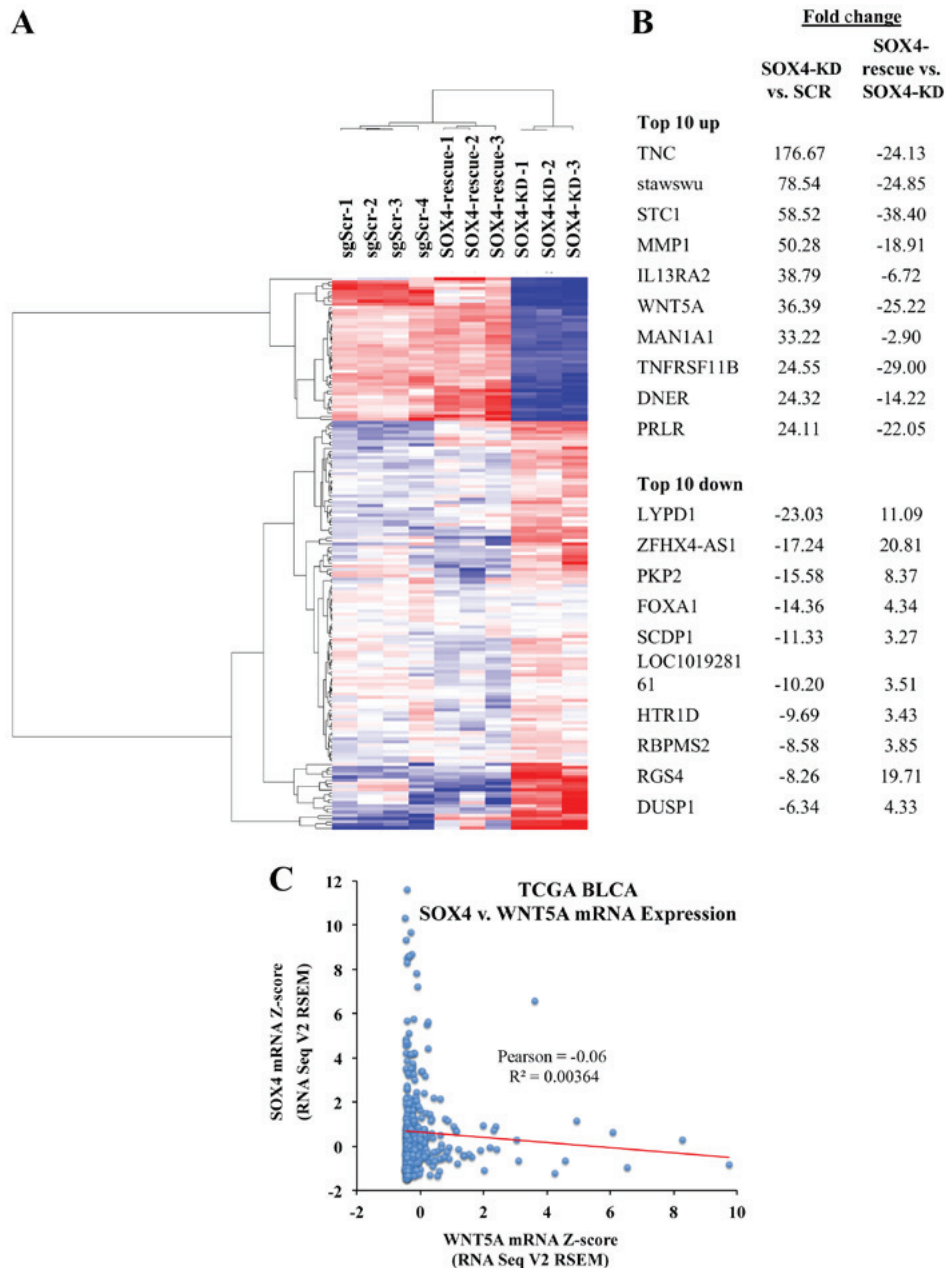 A
sgScr-1
sgScr-2
sgScr-3
sgScr-4
SOX4-rescue-1
SOX4-rescue-2
SOX4-rescue-3
SOX4-KD-1
SOX4-KD-2
SOX4-KD-3
B
Fold change
SOX4-KD vs. SCR
SOX4-rescue vs. SOX4-KD
Top 10 up
TNC 176.67 -24.13
stawswu 78.54 -24.85
STC1 58.52 -38.40
MMP1 50.28 -18.91
IL13RA2 38.79 -6.72
WNT5A 36.39 -25.22
MAN1A1 33.22 -2.90
TNFRSF11B 24.55 -29.00
DNER 24.32 -14.22
PRLR 24.11 -22.05
Top 10 down
LYPD1 -23.03 11.09
ZFHX4-AS1 -17.24 20.81
PKP2 -15.58 8.37
FOXA1 -14.36 4.34
SCDP1 -11.33 3.27
LOC1019281
61 -10.20 3.51
HTR1D -9.69 3.43
RBPMS2 -8.58 3.85
RGS4 -8.26 19.71
DUSP1 -6.34 4.33
C
TCGA BLCA
SOX4 v. WNT5A mRNA Expression
SOX4 mRNA Z-score
(RNA Seq V2 RSEM)
12
10
8
6
4
2
0
-2
Pearson = -0.06
R² = 0.00364
-2 0 2 4 6 8 10
WNT5A mRNA Z-score
(RNA Seq V2 RSEM)